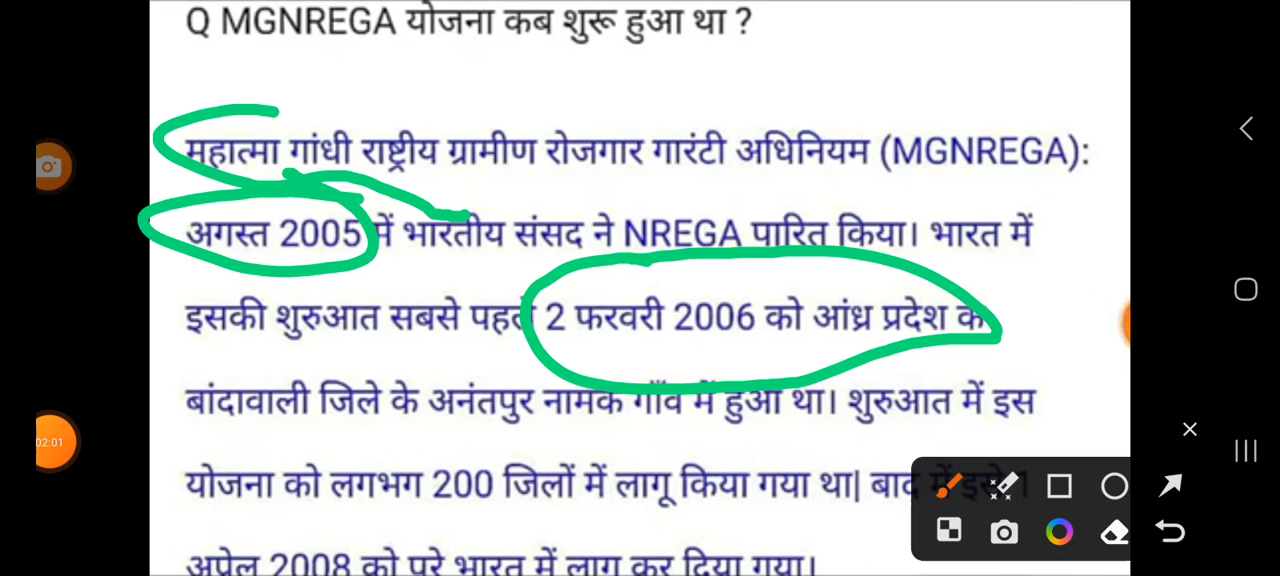 Q MGNREGA योजना कब शुरू हुआ था ?
महात्मा गांधी राष्ट्रीय ग्रामीण रोजगार गारंटी अधिनियम (MGNREGA):
अगस्त 2005 में भारतीय संसद ने NREGA पारित किया। भारत में
इसकी शुरुआत सबसे पहले 2 फरवरी 2006 को आंध्र प्रदेश के
बांदावाली जिले के अनंतपुर नामक गाँव में हुआ था। शुरुआत में इस
योजना को लगभग 200 जिलों में लागू किया गया था| बाद में इसे 1
अप्रेल 2008 को पूरे भारत में लागू कर दिया गया।
02:01